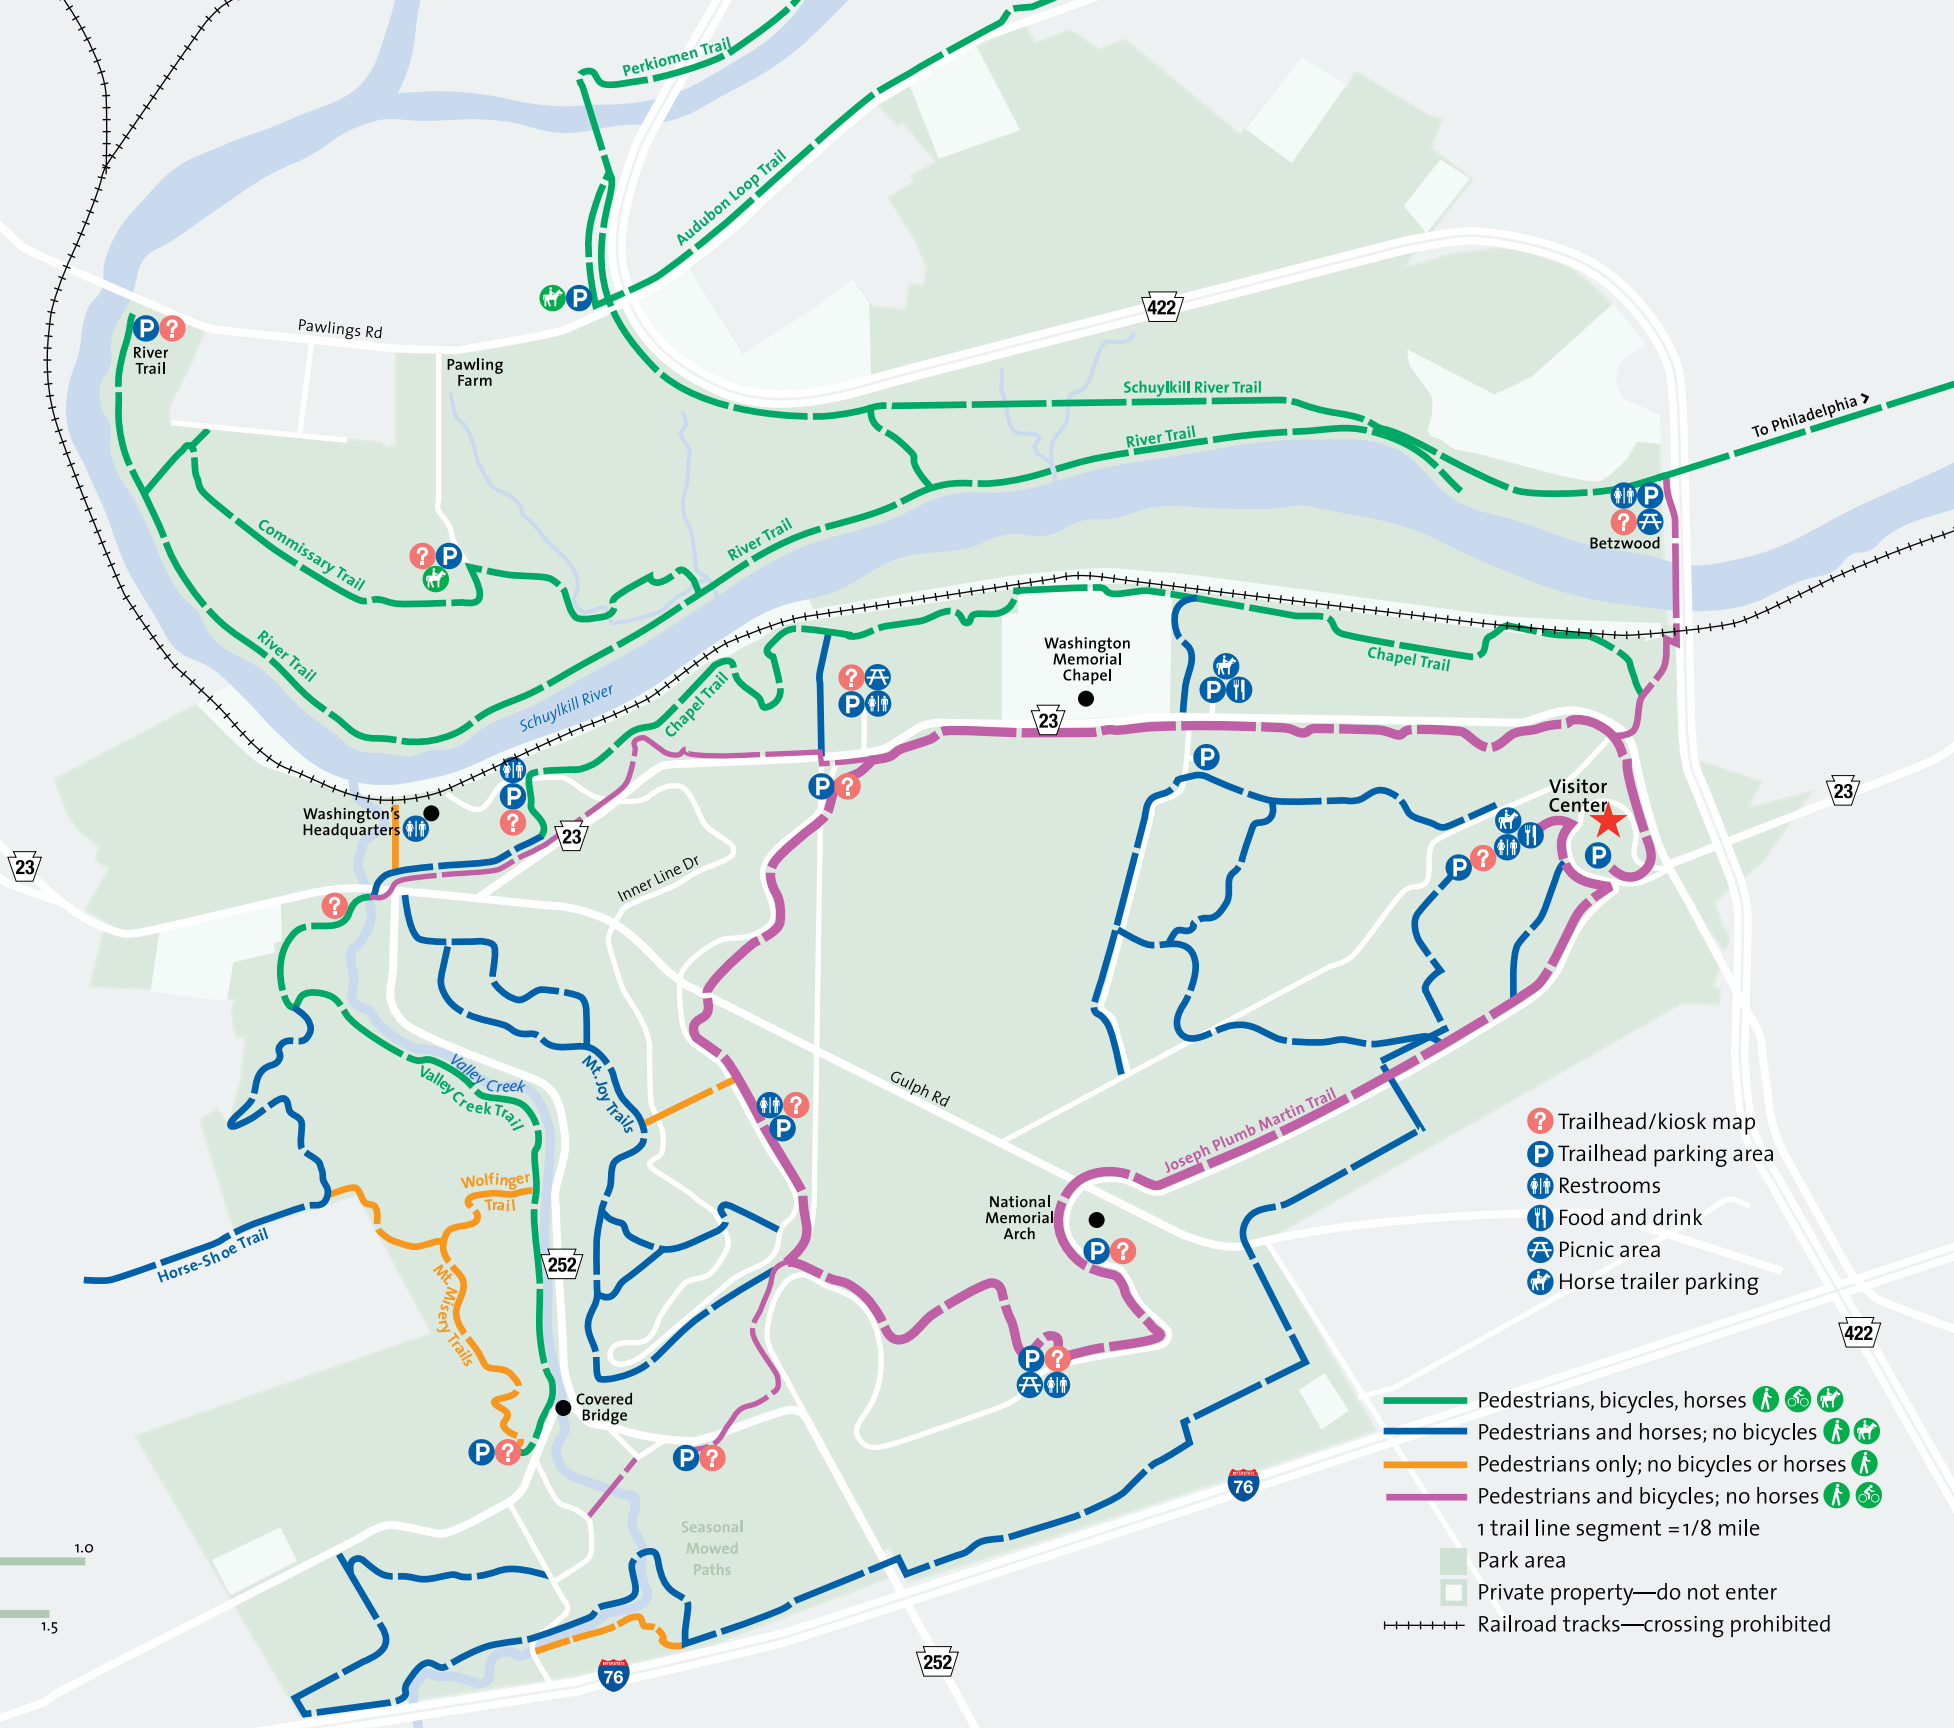 Perkiomen Trail
Audubon Loop Trail
422
P
P ?
River
Trail
Pawlings Rd
Pawling
Farm
Schuylkill River Trail
River Trail
To Philadelphia
P
?
Betzwood
Commissary Trail
? P
River Trail
River Trail
Schuylkill River
Chapel Trail
Washington
Memorial
Chapel
Chapel Trail
?
P
P
23
P
?
Washington's
Headquarters
23
P ?
P
Visitor
Center
23
23
P ?
P
?
Inner Line Dr
Valley Creek
Valley Creek Trail
Mt. Joy Trails
Gulph Rd
?
P
Joseph Plumb Martin Trail
Wolfinger
Trail
Horse-Shoe Trail
Mt. Misery Trails
252
National
Memorial
Arch
P ?
P ?
Covered
Bridge
P ?
P ?
INTERSTATE
76
Seasonal
Mowed
Paths
INTERSTATE
76
252
422
1.0
1.5
? Trailhead/kiosk map
P Trailhead parking area
Restrooms
Food and drink
Picnic area
Horse trailer parking
Pedestrians, bicycles, horses
Pedestrians and horses; no bicycles
Pedestrians only; no bicycles or horses
Pedestrians and bicycles; no horses
1 trail line segment = 1/8 mile
Park area
Private property—do not enter
Railroad tracks—crossing prohibited